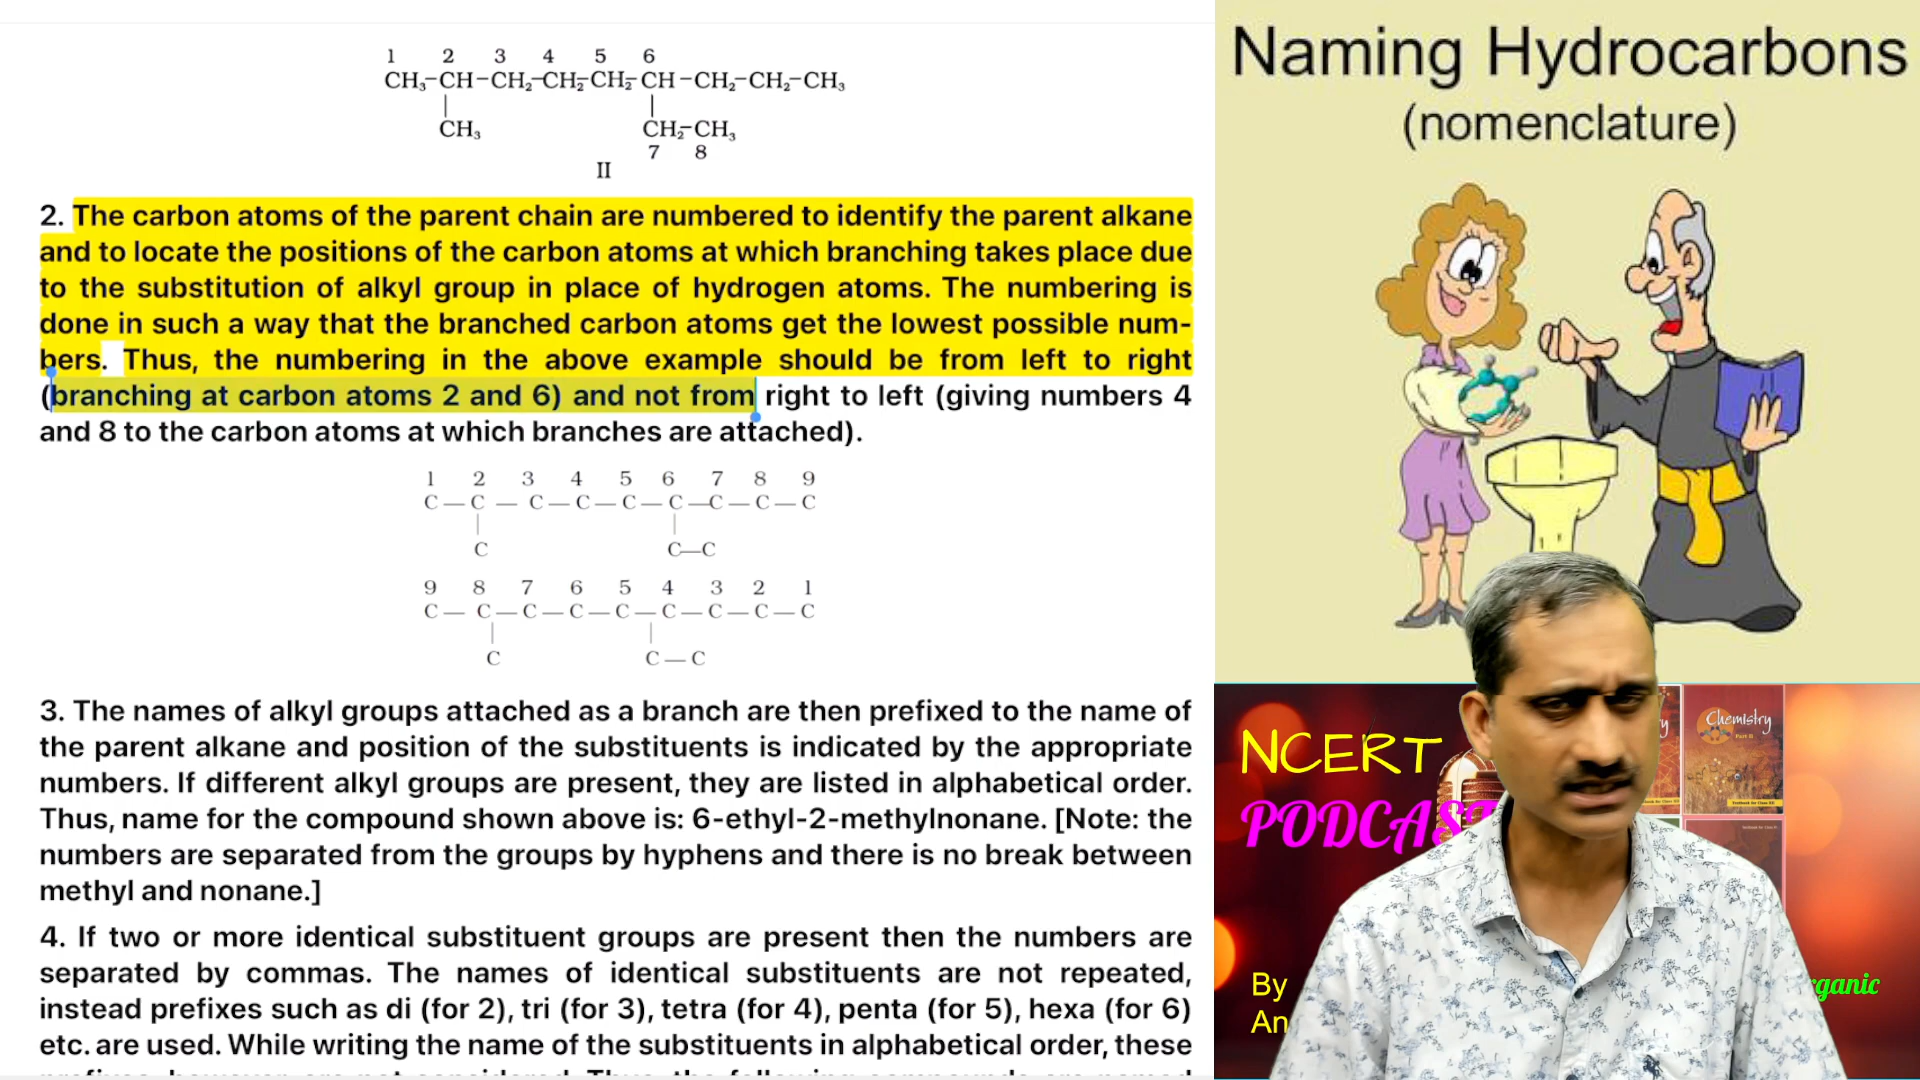 1 2 3 4 5 6
CH₃–CH–CH₂–CH₂–CH₂–CH–CH₂–CH₂–CH₃
| |
CH₃ CH₂–CH₃
7 8
II
2. The carbon atoms of the parent chain are numbered to identify the parent alkane
and to locate the positions of the carbon atoms at which branching takes place due
to the substitution of alkyl group in place of hydrogen atoms. The numbering is
done in such a way that the branched carbon atoms get the lowest possible num-
bers. Thus, the numbering in the above example should be from left to right
(branching at carbon atoms 2 and 6) and not from right to left (giving numbers 4
and 8 to the carbon atoms at which branches are attached).
1 2 3 4 5 6 7 8 9
C — C — C — C — C — C — C — C — C
| |
C C—C
9 8 7 6 5 4 3 2 1
C — C — C — C — C — C — C — C — C
| |
C C — C
3. The names of alkyl groups attached as a branch are then prefixed to the name of
the parent alkane and position of the substituents is indicated by the appropriate
numbers. If different alkyl groups are present, they are listed in alphabetical order.
Thus, name for the compound shown above is: 6-ethyl-2-methylnonane. [Note: the
numbers are separated from the groups by hyphens and there is no break between
methyl and nonane.]
4. If two or more identical substituent groups are present then the numbers are
separated by commas. The names of identical substituents are not repeated,
instead prefixes such as di (for 2), tri (for 3), tetra (for 4), penta (for 5), hexa (for 6)
etc. are used. While writing the name of the substituents in alphabetical order, these
Naming Hydrocarbons
(nomenclature)
NCERT
PODCAS
Chemistry
Part II
By
An
ganic